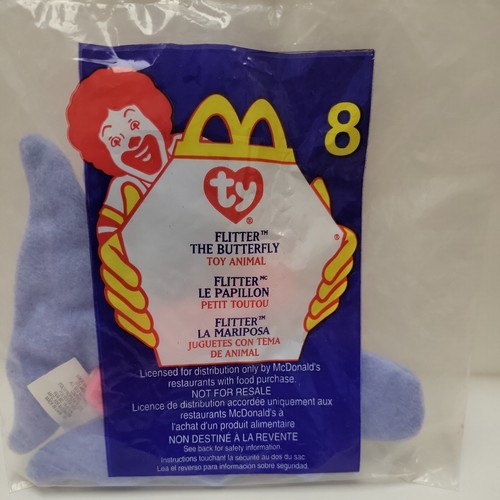 8
ty
®
FLITTER™
THE BUTTERFLY
TOY ANIMAL
FLITTER MC
LE PAPILLON
PETIT TOUTOU
FLITTER™
LA MARIPOSA
JUGUETES CON TEMA
DE ANIMAL
Licensed for distribution only by McDonald's
restaurants with food purchase.
NOT FOR RESALE
Licence de distribution accordée uniquement aux
restaurants McDonald's à
l'achat d'un produit alimentaire
NON DESTINÉ À LA REVENTE
See back for safety information.
Instructions touchant la sécurité au dos du sac
Lea el reverso para información sobre seguridad.